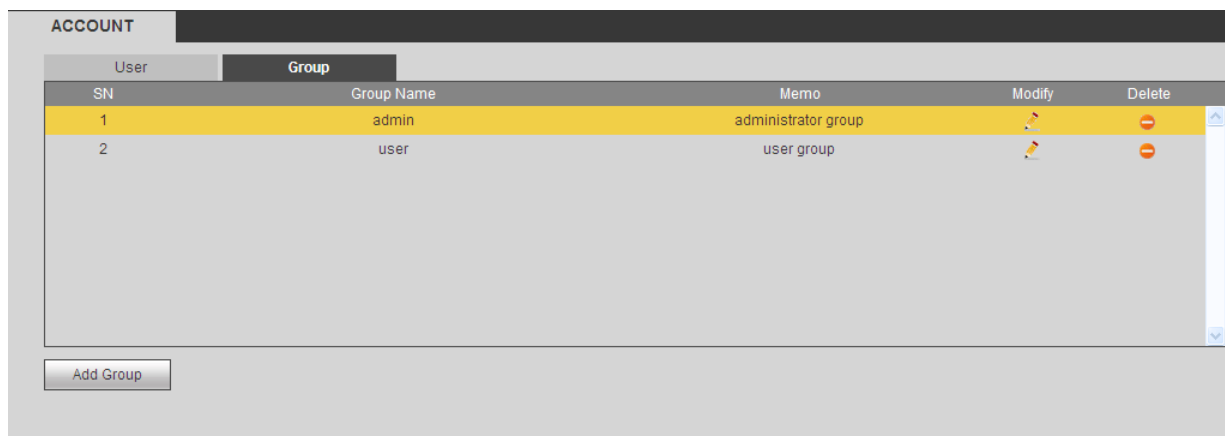 ACCOUNT
User Group
SN Group Name Memo Modify Delete
1 admin administrator group
2 user user group
Add Group